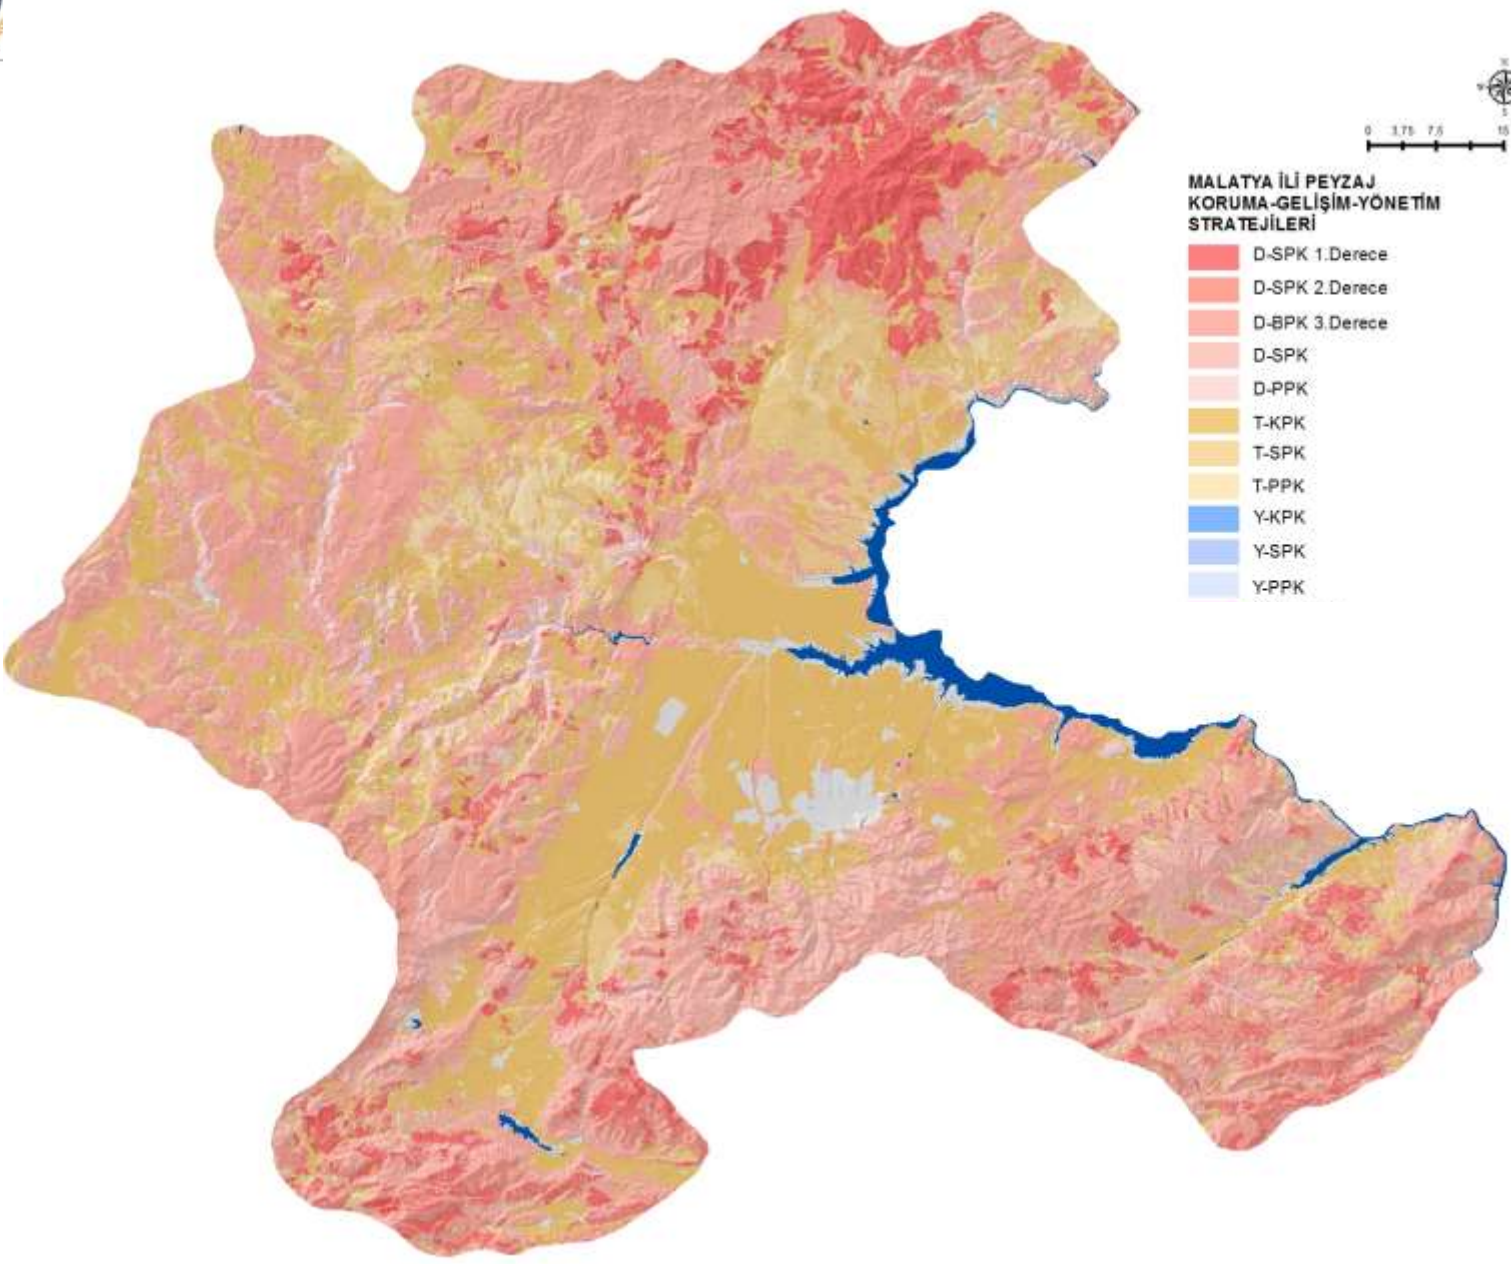 0 3,75 7,5 15
MALATYA İLİ PEYZAJ
KORUMA-GELİŞİM-YÖNETİM
STRATEJİLERİ
D-SPK 1.Derece
D-SPK 2.Derece
D-BPK 3.Derece
D-SPK
D-PPK
T-KPK
T-SPK
T-PPK
Y-KPK
Y-SPK
Y-PPK